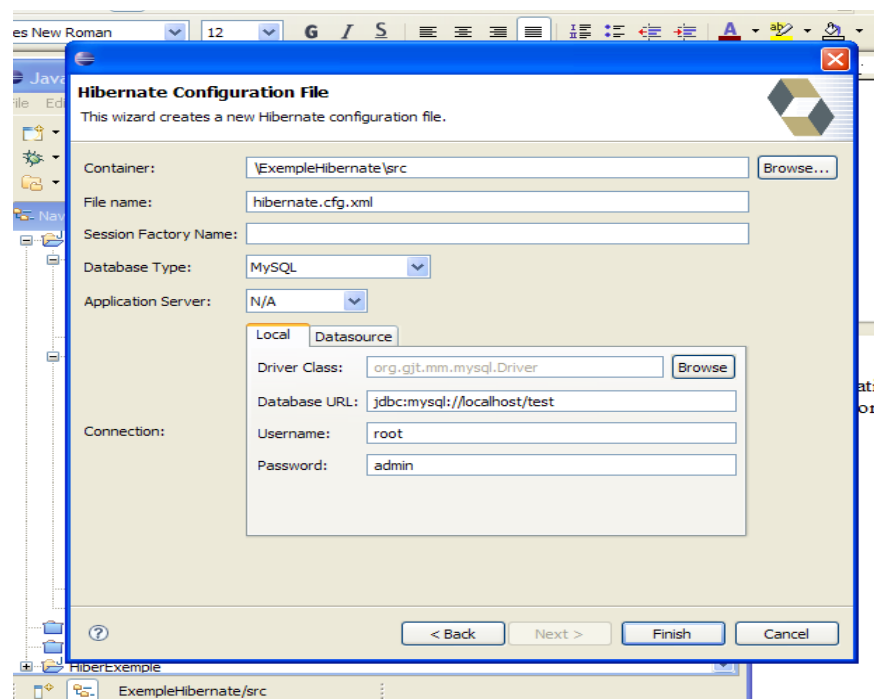 es New Roman 12 G I S A ab
Java
File Edi
Hibernate Configuration File
This wizard creates a new Hibernate configuration file.
Container: \ExempleHibernate\src Browse...
File name: hibernate.cfg.xml
Nav
Session Factory Name:
Database Type: MySQL
Application Server: N/A
Local Datasource
Driver Class: org.gjt.mm.mysql.Driver Browse
Database URL: jdbc:mysql://localhost/test
Connection:
Username: root
Password: admin
? < Back Next > Finish Cancel
HiberExemple
ExempleHibernate/src